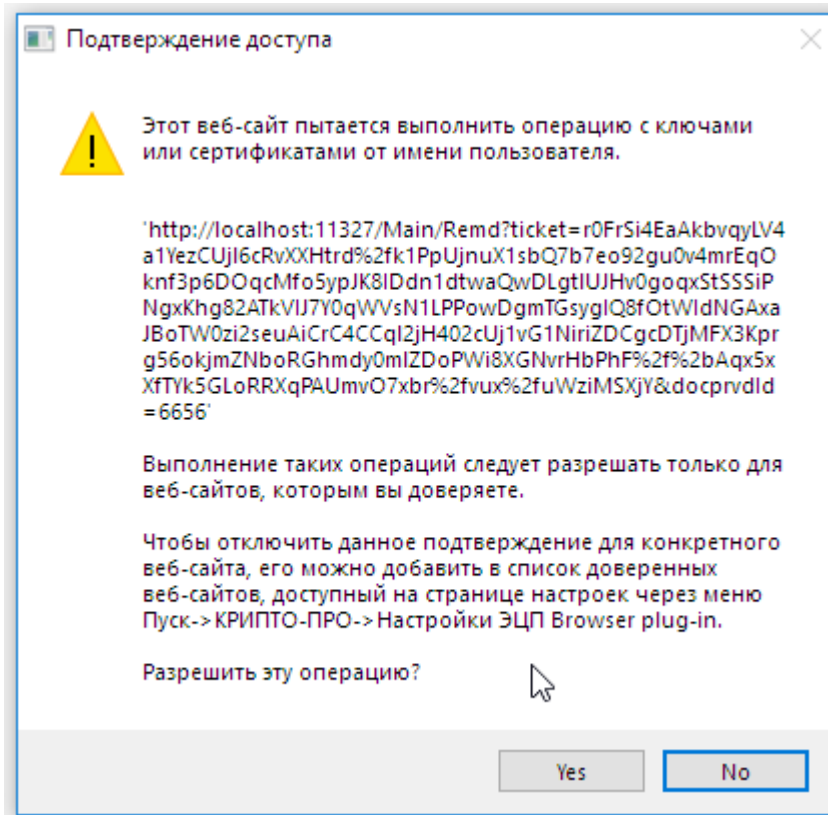 Подтверждение доступа
Этот веб-сайт пытается выполнить операцию с ключами
или сертификатами от имени пользователя.
'http://localhost:11327/Main/Remd?ticket=r0FrSi4EaAkbvqyLV4
a1YezCUjI6cRvXXHtrd%2fk1PpUjnuX1sbQ7b7eo92gu0v4mrEqO
knf3p6DOqcMfo5ypJK8IDdn1dtwaQwDLgtlUJHv0goqxStSSSiP
NgxKhg82ATkVlJ7Y0qWVsN1LPPowDgmTGsyglQ8fOtWIdNGAxa
JBoTW0zi2seuAiCrC4CCqI2jH402cUj1vG1NiriZDCgcDTjMFX3Kpr
g56okjmZNboRGhmdy0mIZDoPWi8XGNvrHbPhF%2f%2bAqx5x
XfTYk5GLoRRXqPAUmvO7xbr%2fvux%2fuWziMSXjY&docprvdId
=6656'
Выполнение таких операций следует разрешать только для
веб-сайтов, которым вы доверяете.
Чтобы отключить данное подтверждение для конкретного
веб-сайта, его можно добавить в список доверенных
веб-сайтов, доступный на странице настроек через меню
Пуск->КРИПТО-ПРО->Настройки ЭЦП Browser plug-in.
Разрешить эту операцию?
Yes
No